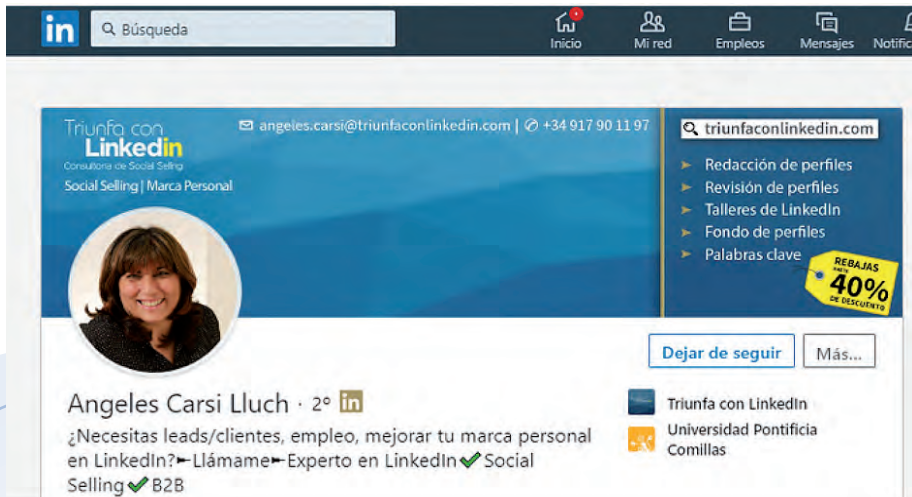 in Búsqueda
Inicio Mi red Empleos Mensajes Notific
Triunfa con
Linkedin
Consultoria de Social Selling
Social Selling | Marca Personal
angeles.carsi@triunfaconlinkedin.com | +34 917 90 11 97
triunfaconlinkedin.com
➤ Redacción de perfiles
➤ Revisión de perfiles
➤ Talleres de LinkedIn
➤ Fondo de perfiles
➤ Palabras clave
REBAJAS
HASTA
40%
DE DESCUENTO
Dejar de seguir Más...
Angeles Carsi Lluch · 2º in
¿Necesitas leads/clientes, empleo, mejorar tu marca personal
en LinkedIn?►Llámame►Experto en LinkedIn✔Social
Selling✔B2B
Triunfa con LinkedIn
Universidad Pontificia
Comillas